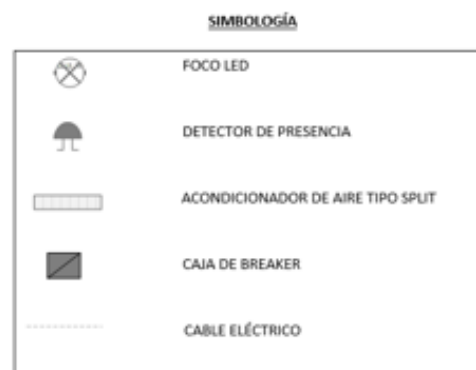 SIMBOLOGÍA
FOCO LED
DETECTOR DE PRESENCIA
ACONDICIONADOR DE AIRE TIPO SPLIT
CAJA DE BREAKER
CABLE ELÉCTRICO